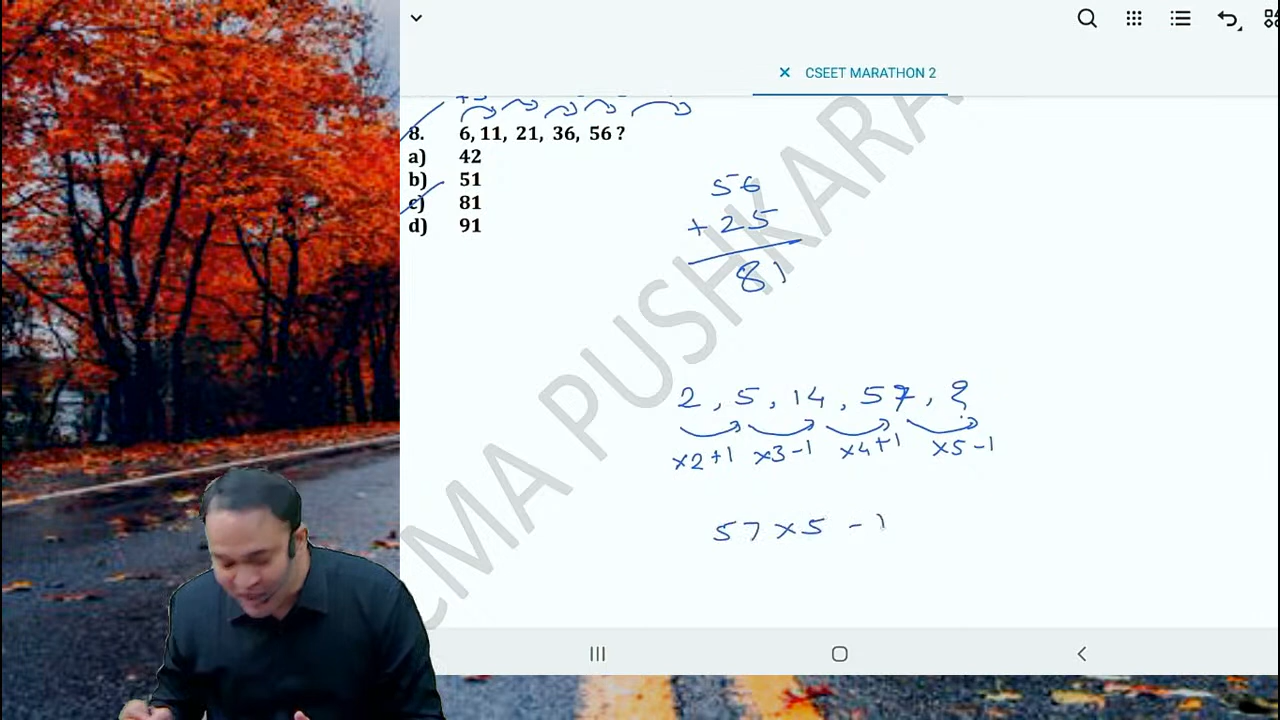 × CSEET MARATHON 2
8. 6, 11, 21, 36, 56 ?
a) 42
b) 51
c) 81
d) 91
56
+ 25
81
2 , 5 , 14 , 57 , ?
×2+1 ×3-1 ×4+1 ×5-1
57 ×5 - 1
CMA PUSHKARA